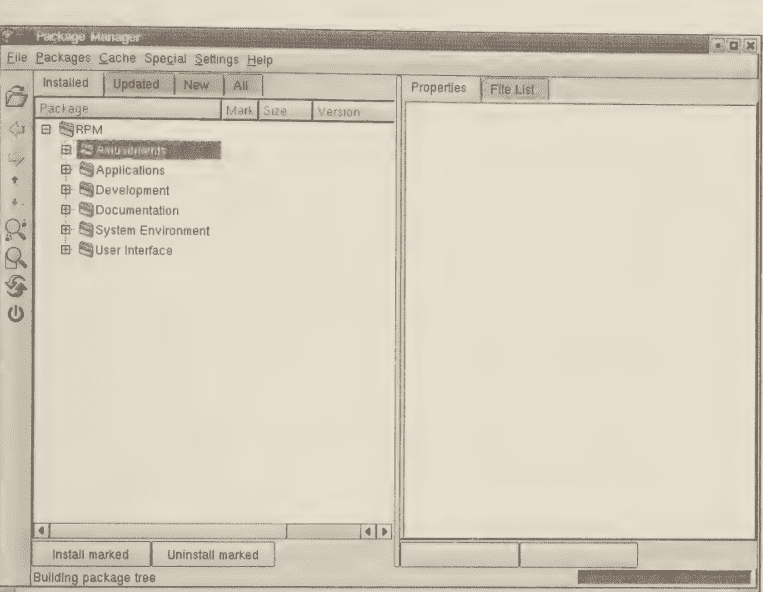 Package Manager
File Packages Cache Special Settings Help
Installed Updated New All
Properties File List
Package Mark Size Version
RPM
Amusements
Applications
Development
Documentation
System Environment
User Interface
Install marked Uninstall marked
Building package tree